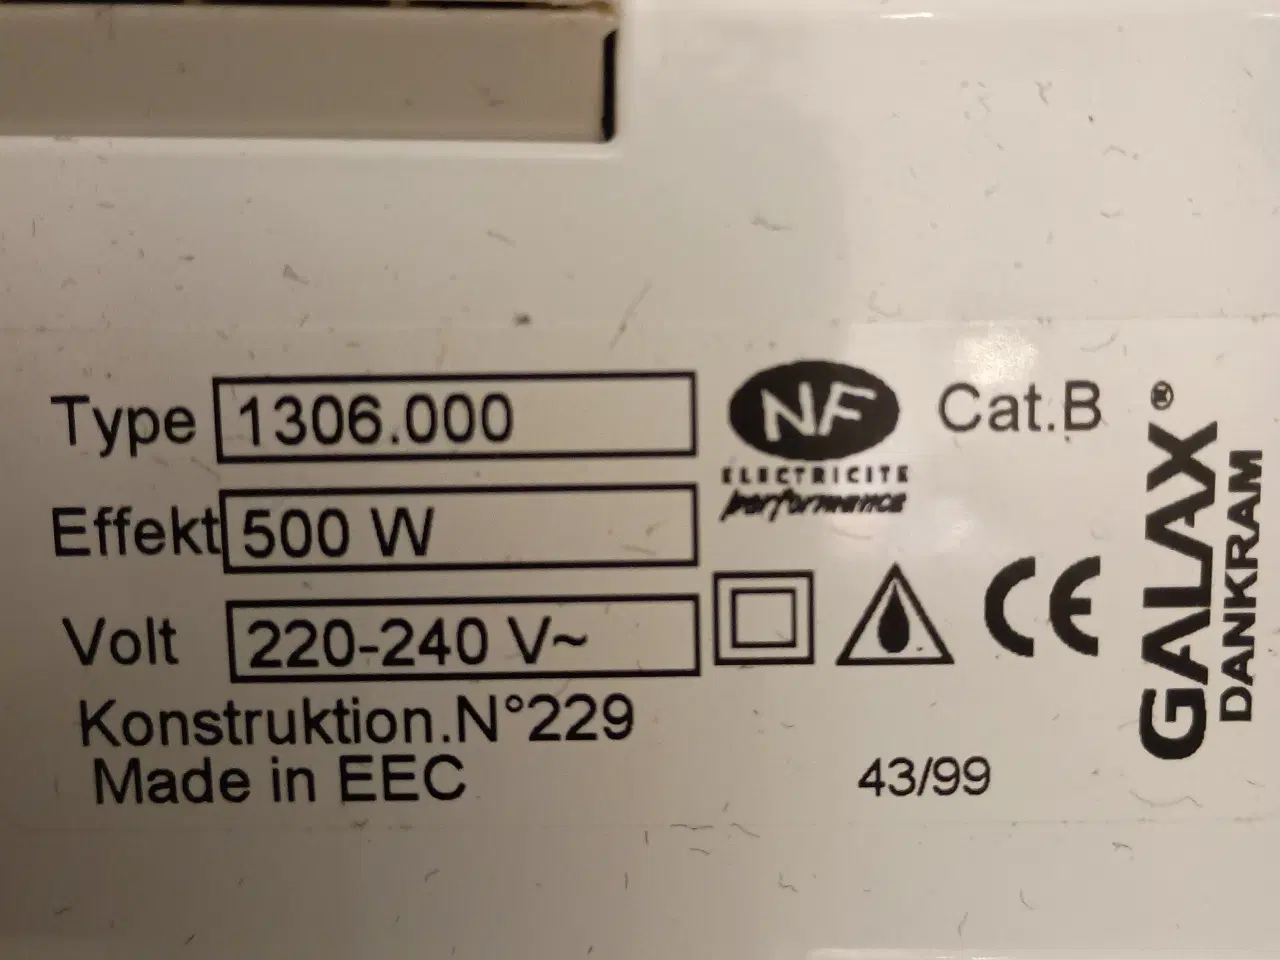 Type 1306.000
Effekt 500 W
Volt 220-240 V~
Konstruktion.N°229
Made in EEC
43/99
NF
ELECTRICITE
performance
Cat.B
CE
GALAX®
DANKRAM